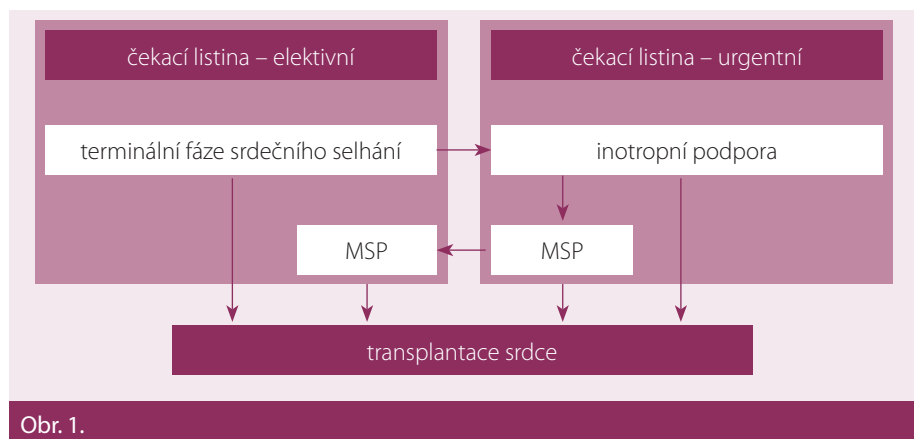 čekací listina – elektivní
čekací listina – urgentní
terminální fáze srdečního selhání
inotropní podpora
MSP
MSP
transplantace srdce
Obr. 1.